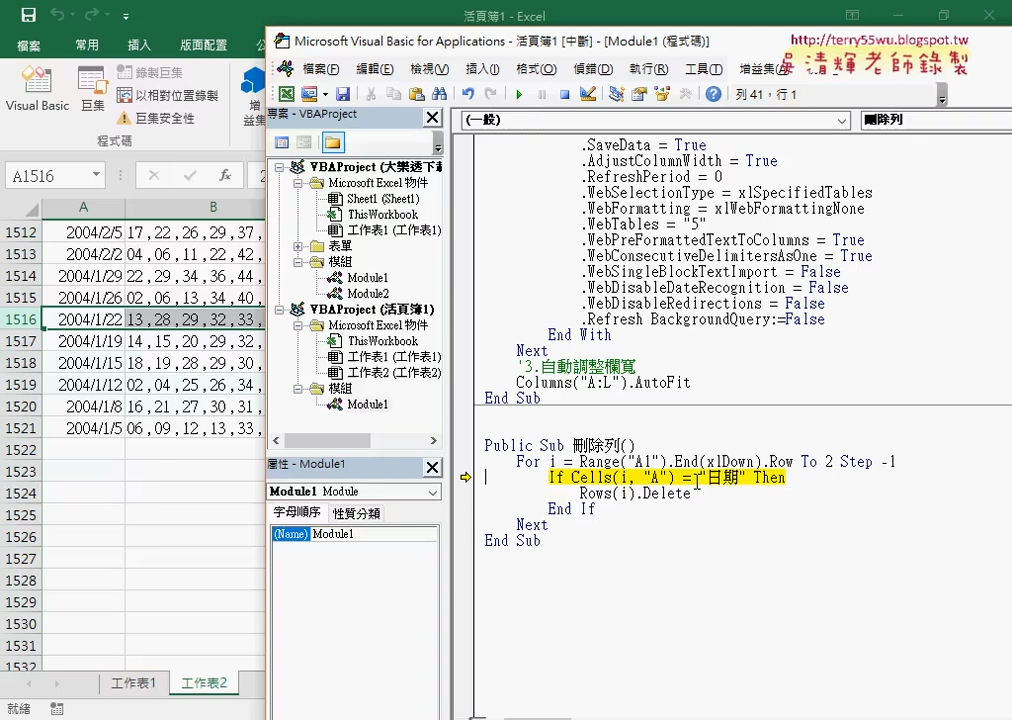 活頁簿1 - Excel
檔案 常用 插入 版面配置
Visual Basic
巨集
錄製巨集
以相對位置錄製
巨集安全性
程式碼
增
益集
A1516
A B
1512 2004/2/5 17 , 22 , 26 , 29 , 37 ,
1513 2004/2/2 04 , 06 , 11 , 22 , 42 ,
1514 2004/1/29 22 , 29 , 34 , 36 , 44 ,
1515 2004/1/26 02 , 06 , 13 , 34 , 40 ,
1516 2004/1/22 13 , 28 , 29 , 32 , 33 ,
1517 2004/1/19 14 , 15 , 20 , 29 , 32 ,
1518 2004/1/15 18 , 19 , 28 , 29 , 30 ,
1519 2004/1/12 02 , 04 , 25 , 26 , 34 ,
1520 2004/1/8 16 , 21 , 27 , 30 , 31 ,
1521 2004/1/5 06 , 09 , 12 , 13 , 33 ,
1522
1523
1524
1525
1526
1527
1528
1529
1530
1531
1532
工作表1 工作表2
就緒
Microsoft Visual Basic for Applications - 活頁簿1 [中斷] - [Module1 (程式碼)]
http://terry55wu.blogspot.tw
吳清輝老師錄製
檔案(F) 編輯(E) 檢視(V) 插入(I) 格式(O) 偵錯(D) 執行(R) 工具(T) 增益集(A)
列 41，行 1
專案 - VBAProject
VBAProject (大樂透下載
Microsoft Excel 物件
Sheet1 (Sheet1)
ThisWorkbook
工作表1 (工作表1)
表單
模組
Module1
Module2
VBAProject (活頁簿1)
Microsoft Excel 物件
ThisWorkbook
工作表1 (工作表1)
工作表2 (工作表2)
模組
Module1
屬性 - Module1
Module1 Module
字母順序 性質分類
(Name) Module1
(一般) 刪除列
.SaveData = True
.AdjustColumnWidth = True
.RefreshPeriod = 0
.WebSelectionType = xlSpecifiedTables
.WebFormatting = xlWebFormattingNone
.WebTables = "5"
.WebPreFormattedTextToColumns = True
.WebConsecutiveDelimitersAsOne = True
.WebSingleBlockTextImport = False
.WebDisableDateRecognition = False
.WebDisableRedirections = False
.Refresh BackgroundQuery:=False
End With
Next
'3.自動調整欄寬
Columns("A:L").AutoFit
End Sub
Public Sub 刪除列()
For i = Range("A1").End(xlDown).Row To 2 Step -1
If Cells(i, "A") = "日期" Then
Rows(i).Delete
End If
Next
End Sub